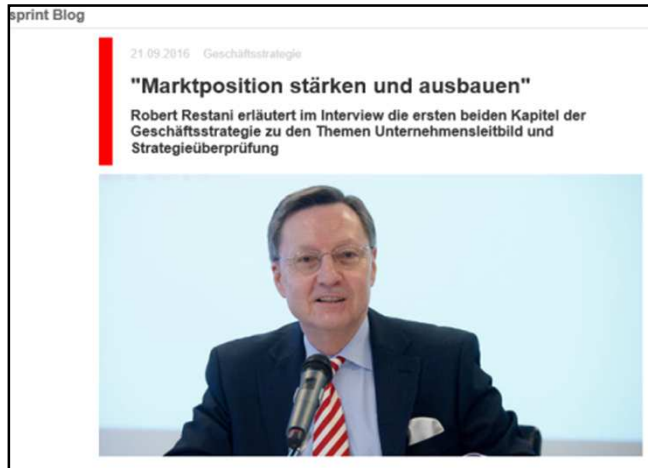 sprint Blog
21.09.2016 Geschäftsstrategie
"Marktposition stärken und ausbauen"
Robert Restani erläutert im Interview die ersten beiden Kapitel der
Geschäftsstrategie zu den Themen Unternehmensleitbild und
Strategieüberprüfung